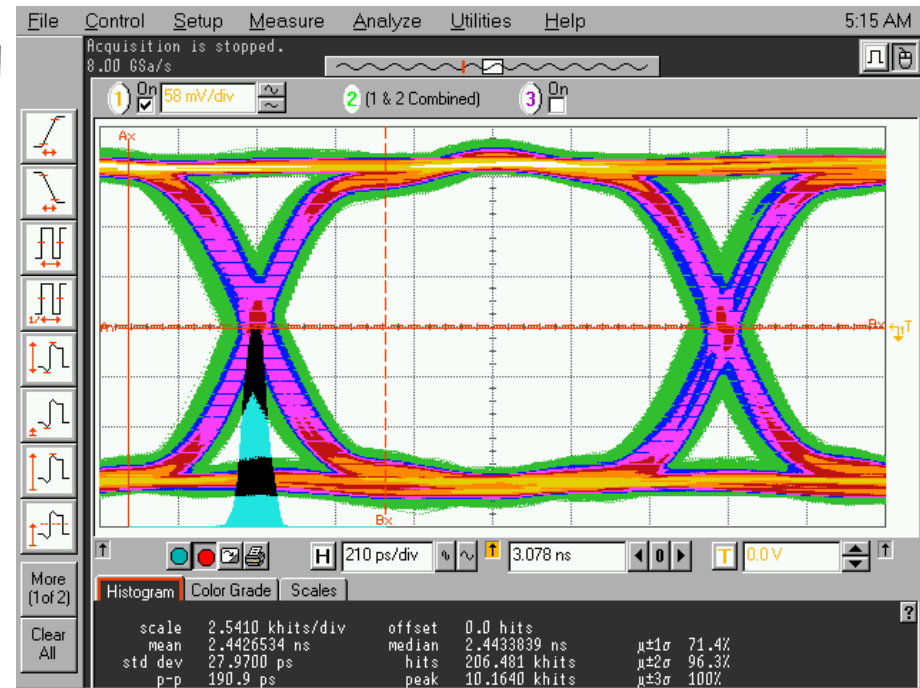 File Control Setup Measure Analyze Utilities Help 5:15 AM
Acquisition is stopped.
8.00 GSa/s
1 On 58 mV/div 2 (1 & 2 Combined) 3 On
Ax
Bx
Bx
T
H 210 ps/div 3.078 ns 0 T 0.0 V
More
(1 of 2)
Clear
All
Histogram Color Grade Scales
?
scale 2.5410 khits/div offset 0.0 hits
mean 2.4426534 ns median 2.4433839 ns µ±1σ 71.4%
std dev 27.9700 ps hits 206.481 khits µ±2σ 96.3%
p-p 190.9 ps peak 10.1640 khits µ±3σ 100%